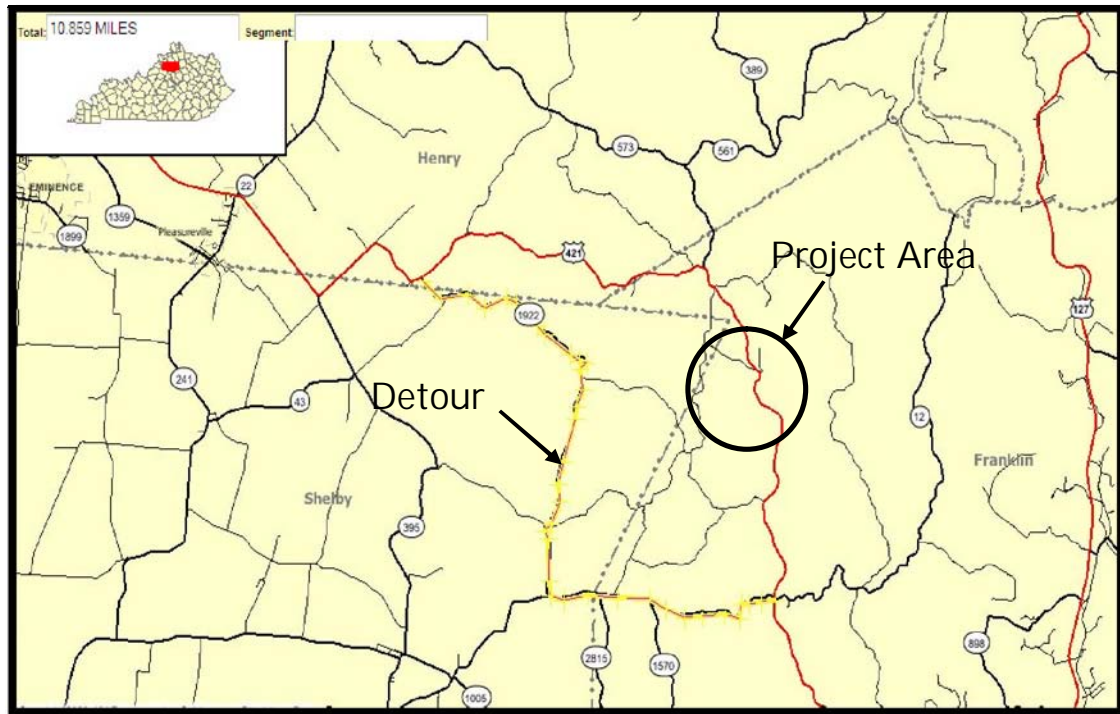 Total: 10.859 MILES Segment:
389
Henry
573
561
EMINENCE
22
1359
Pleasureville
1899
421
Project Area
127
1922
241
Detour
43
12
Franklin
Shelby
395
2815
1570
898
1005